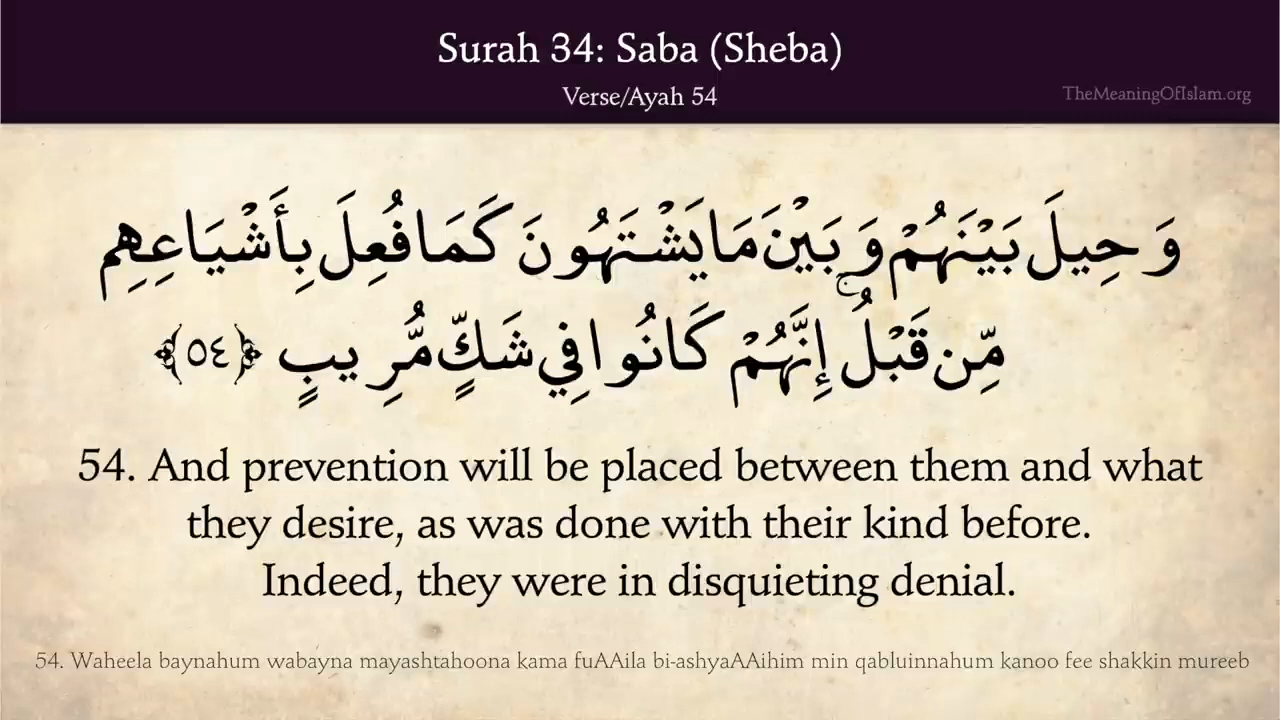 Surah 34: Saba (Sheba)
Verse/Ayah 54
TheMeaningOfIslam.org
وَحِيلَ بَيْنَهُمْ وَبَيْنَ مَا يَشْتَهُونَ كَمَا فُعِلَ بِأَشْيَاعِهِم
مِّن قَبْلُ ۚ إِنَّهُمْ كَانُوا فِي شَكٍّ مُّرِيبٍ ﴿٥٤﴾
54. And prevention will be placed between them and what
they desire, as was done with their kind before.
Indeed, they were in disquieting denial.
54. Waheela baynahum wabayna mayashtahoona kama fuAAila bi-ashyaAAihim min qabluinnahum kanoo fee shakkin mureeb